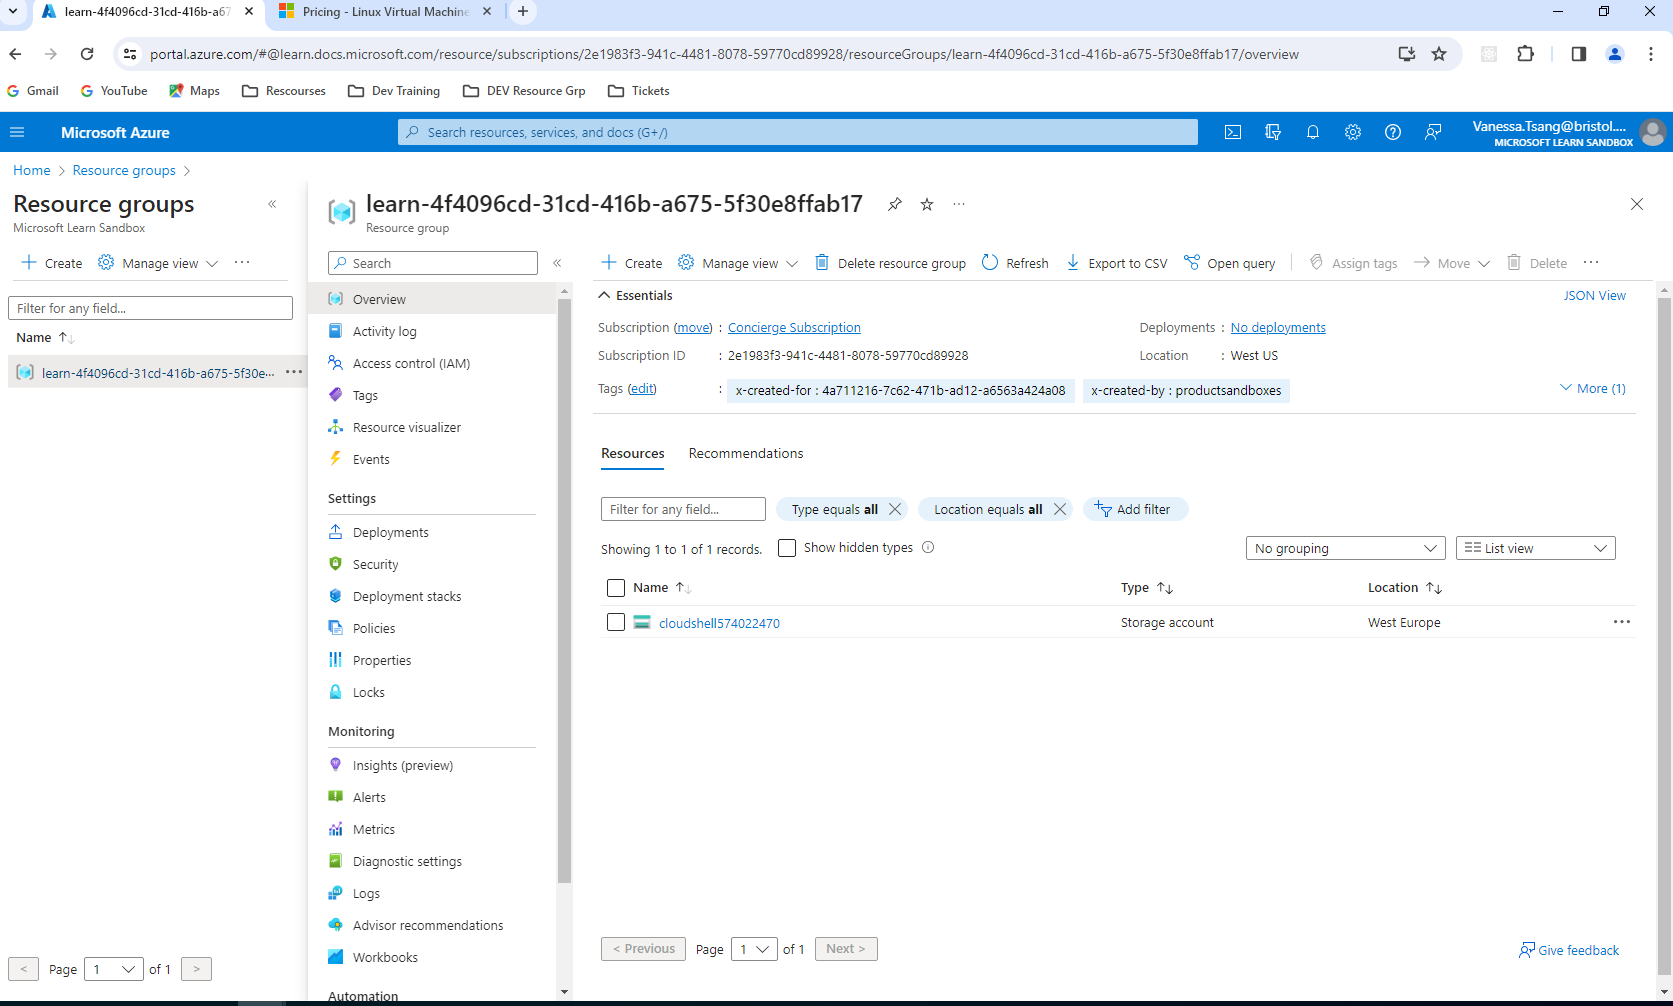 learn-4f4096cd-31cd-416b-a67
Pricing - Linux Virtual Machine
portal.azure.com/#@learn.docs.microsoft.com/resource/subscriptions/2e1983f3-941c-4481-8078-59770cd89928/resourceGroups/learn-4f4096cd-31cd-416b-a675-5f30e8ffab17/overview
Gmail YouTube Maps Rescourses Dev Training DEV Resource Grp Tickets
Microsoft Azure
Search resources, services, and docs (G+/)
Vanessa.Tsang@bristol....
MICROSOFT LEARN SANDBOX
Home > Resource groups >
Resource groups
Microsoft Learn Sandbox
Create Manage view ...
Filter for any field...
Name
learn-4f4096cd-31cd-416b-a675-5f30e... ...
< Page 1 of 1 >
learn-4f4096cd-31cd-416b-a675-5f30e8ffab17 ...
Resource group
Search
Overview
Activity log
Access control (IAM)
Tags
Resource visualizer
Events
Settings
Deployments
Security
Deployment stacks
Policies
Properties
Locks
Monitoring
Insights (preview)
Alerts
Metrics
Diagnostic settings
Logs
Advisor recommendations
Workbooks
Automation
Create Manage view Delete resource group Refresh Export to CSV Open query Assign tags Move Delete ...
Essentials
JSON View
Subscription (move) : Concierge Subscription
Deployments : No deployments
Subscription ID : 2e1983f3-941c-4481-8078-59770cd89928
Location : West US
Tags (edit) : x-created-for : 4a711216-7c62-471b-ad12-a6563a424a08 x-created-by : productsandboxes
More (1)
Resources Recommendations
Filter for any field... Type equals all Location equals all Add filter
Showing 1 to 1 of 1 records. Show hidden types
No grouping List view
Name Type Location
cloudshell574022470 Storage account West Europe ...
< Previous Page 1 of 1 Next >
Give feedback